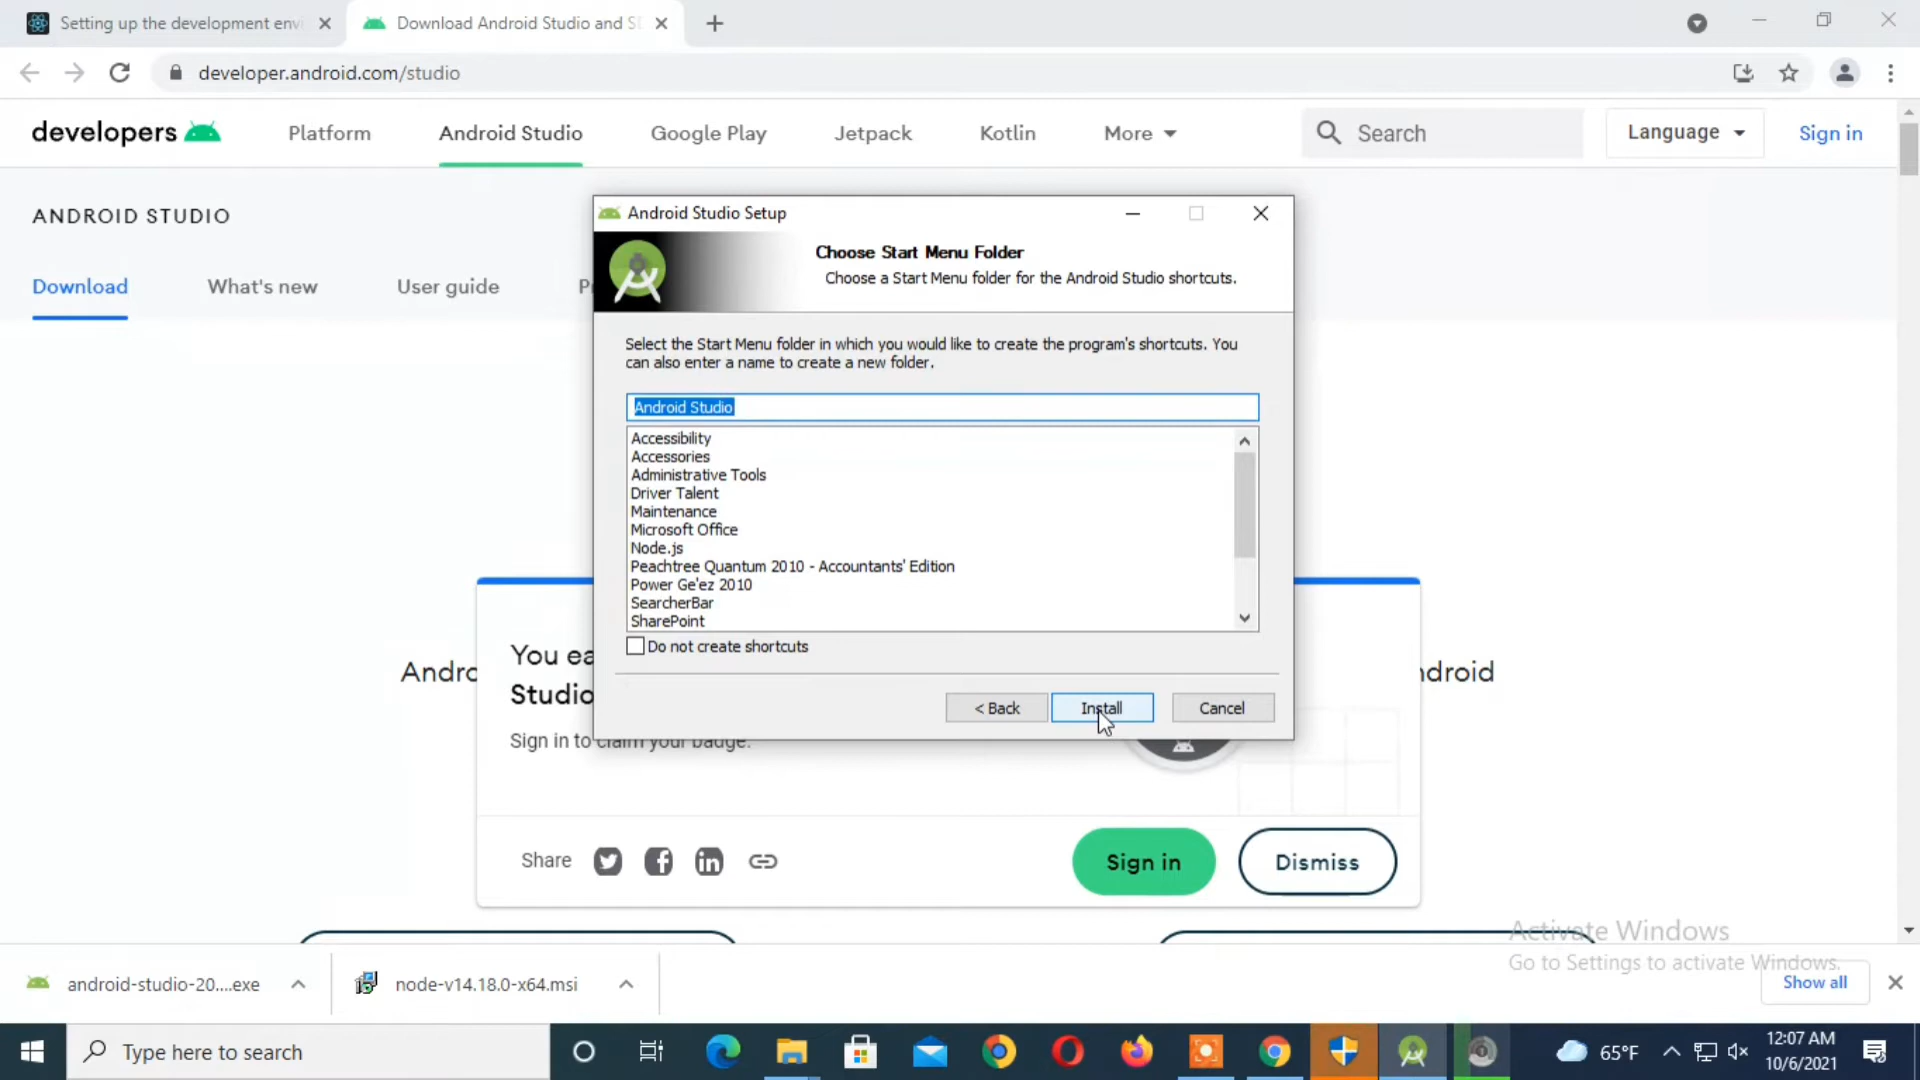 Setting up the development envi
Download Android Studio and S
developer.android.com/studio
developers
Platform
Android Studio
Google Play
Jetpack
Kotlin
More
Search
Language
Sign in
ANDROID STUDIO
Download
What's new
User guide
Android Studio Setup
Choose Start Menu Folder
Choose a Start Menu folder for the Android Studio shortcuts.
Select the Start Menu folder in which you would like to create the program's shortcuts. You
can also enter a name to create a new folder.
Android Studio
Accessibility
Accessories
Administrative Tools
Driver Talent
Maintenance
Microsoft Office
Node.js
Peachtree Quantum 2010 - Accountants' Edition
Power Ge'ez 2010
SearcherBar
SharePoint
Do not create shortcuts
< Back
Install
Cancel
Andro
ndroid
You ea
Studio
Sign in to claim your badge.
Share
Sign in
Dismiss
Activate Windows
Go to Settings to activate Windows.
android-studio-20....exe
node-v14.18.0-x64.msi
Show all
Type here to search
65°F
12:07 AM
10/6/2021